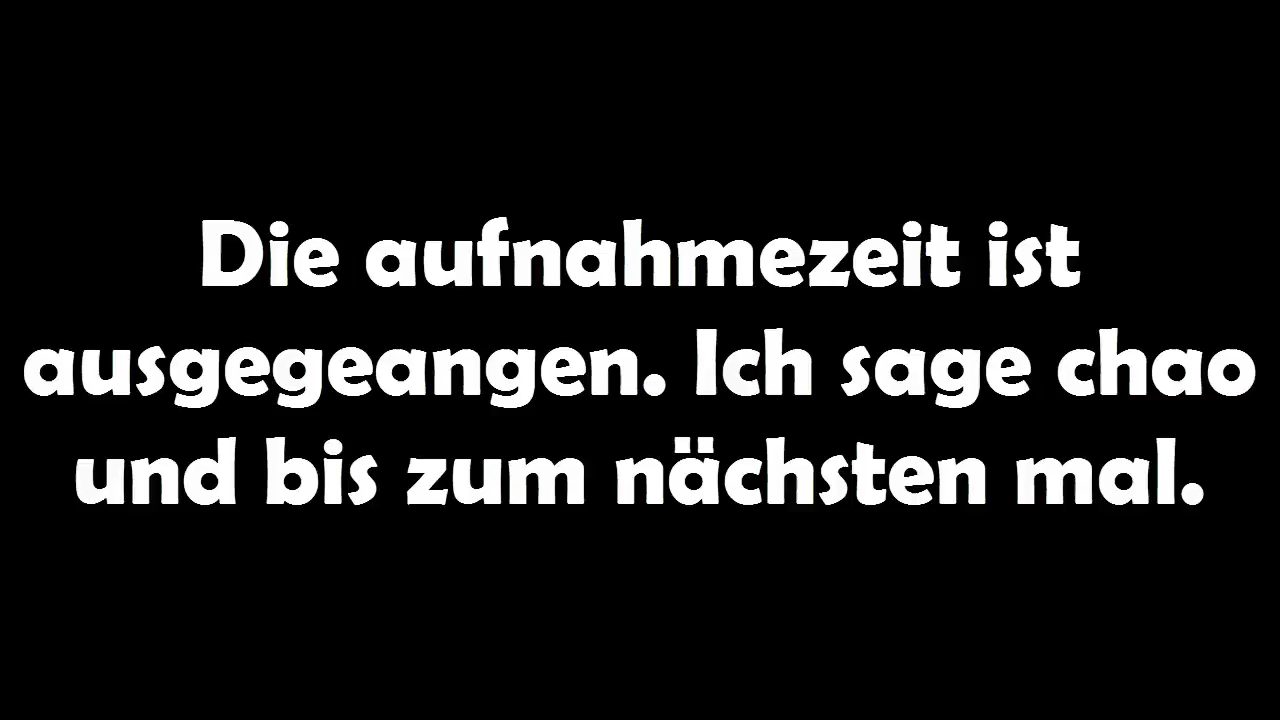 Die aufnahmezeit ist
ausgegeangen. Ich sage chao
und bis zum nächsten mal.